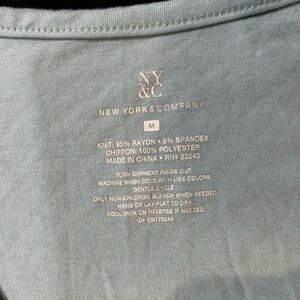 NY
&C
NEW YORK & COMPANY
M
KNIT: 95% RAYON • 5% SPANDEX
CHIFFON: 100% POLYESTER
MADE IN CHINA • RN# 23243
TURN GARMENT INSIDE OUT
MACHINE WASH COLD WITH LIKE COLORS
GENTLE CYCLE
ONLY NON-CHLORINE BLEACH WHEN NEEDED
HAND OR LAY FLAT TO DRY
COOL IRON ON REVERSE IF NEEDED